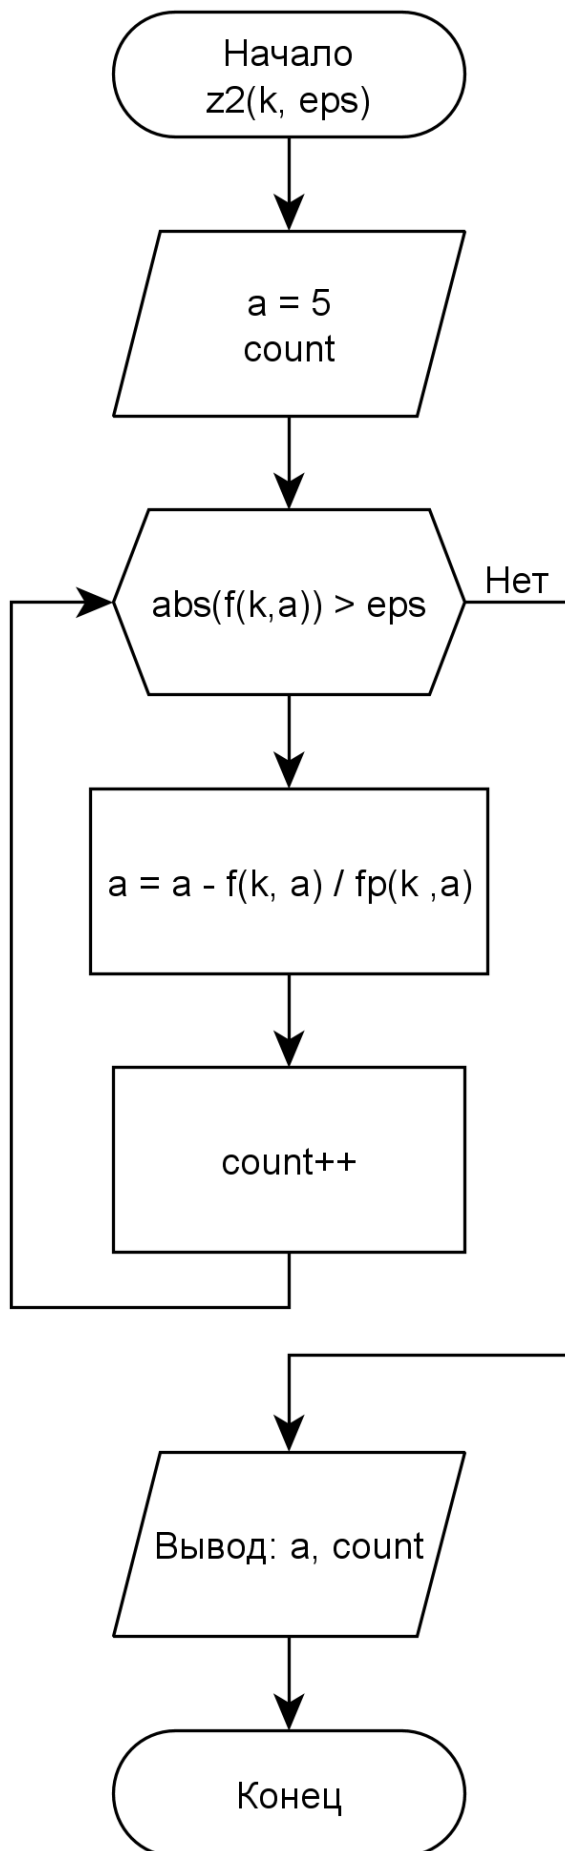 Начало
z2(k, eps)
a = 5
count
abs(f(k,a)) > eps
Нет
a = a - f(k, a) / fp(k ,a)
count++
Вывод: a, count
Конец